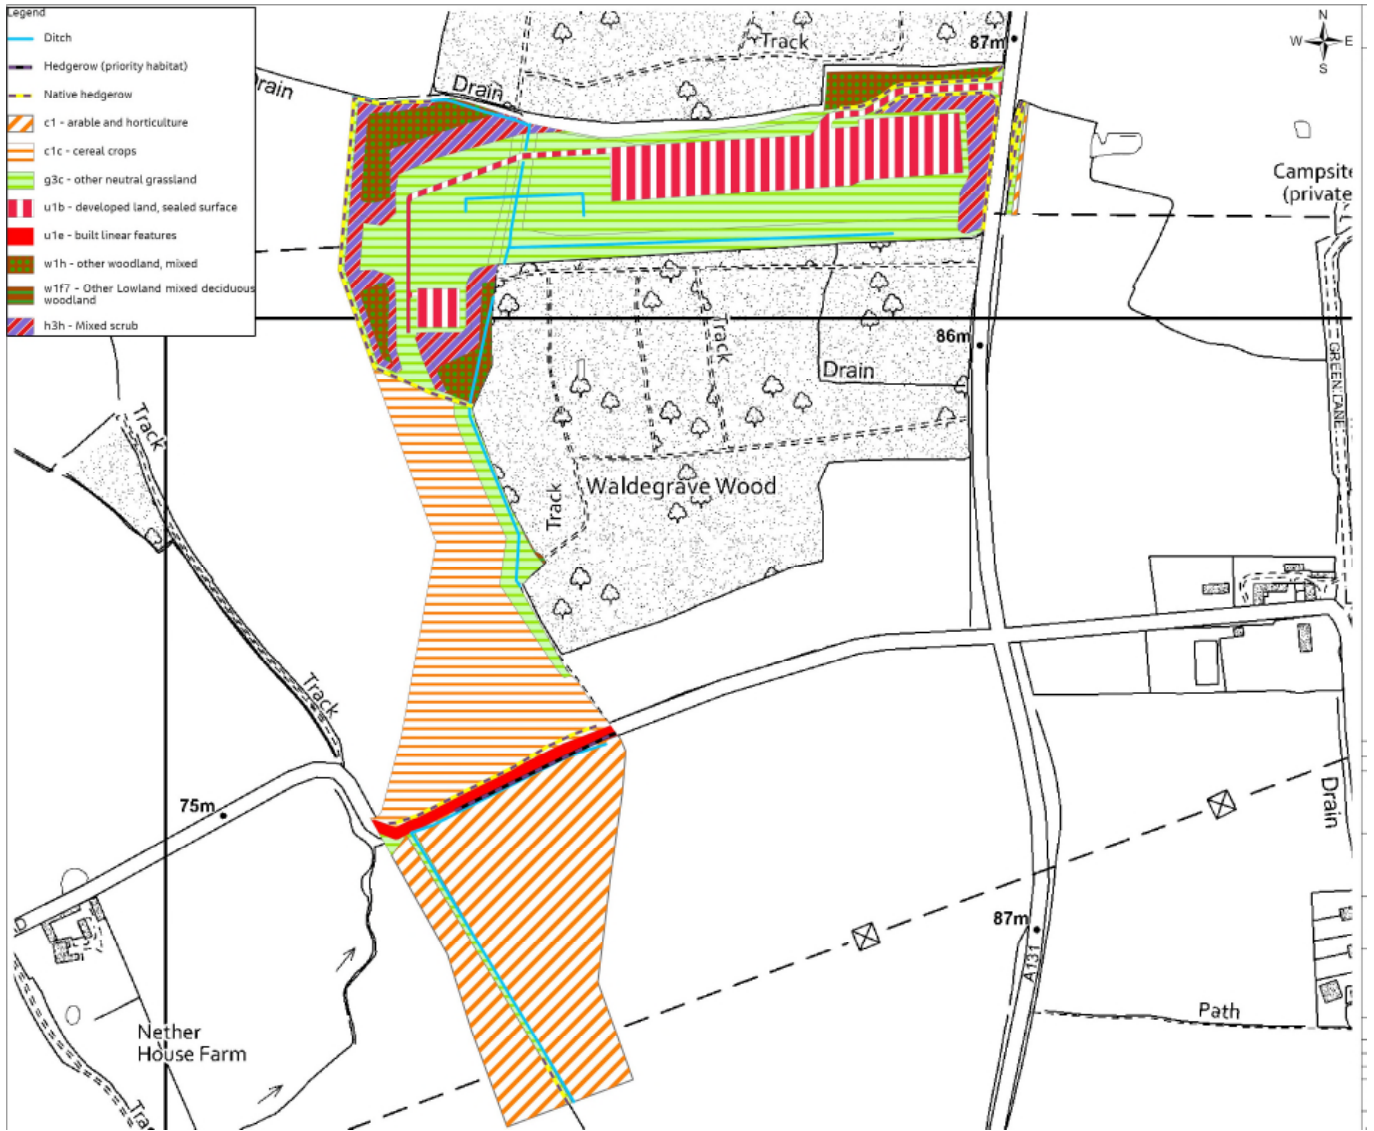 Legend
Ditch
Hedgerow (priority habitat)
Native hedgerow
c1 - arable and horticulture
c1c - cereal crops
g3c - other neutral grassland
u1b - developed land, sealed surface
u1e - built linear features
w1h - other woodland, mixed
w1f7 - Other Lowland mixed deciduous
woodland
h3h - Mixed scrub
N
W E
S
87m
Track
Drain
Drain
Campsite
(private
86m
Track
Drain
GREEN LANE
Track
Waldegrave Wood
Track
Track
75m
Drain
87m
A131
Path
Nether
House Farm
Track